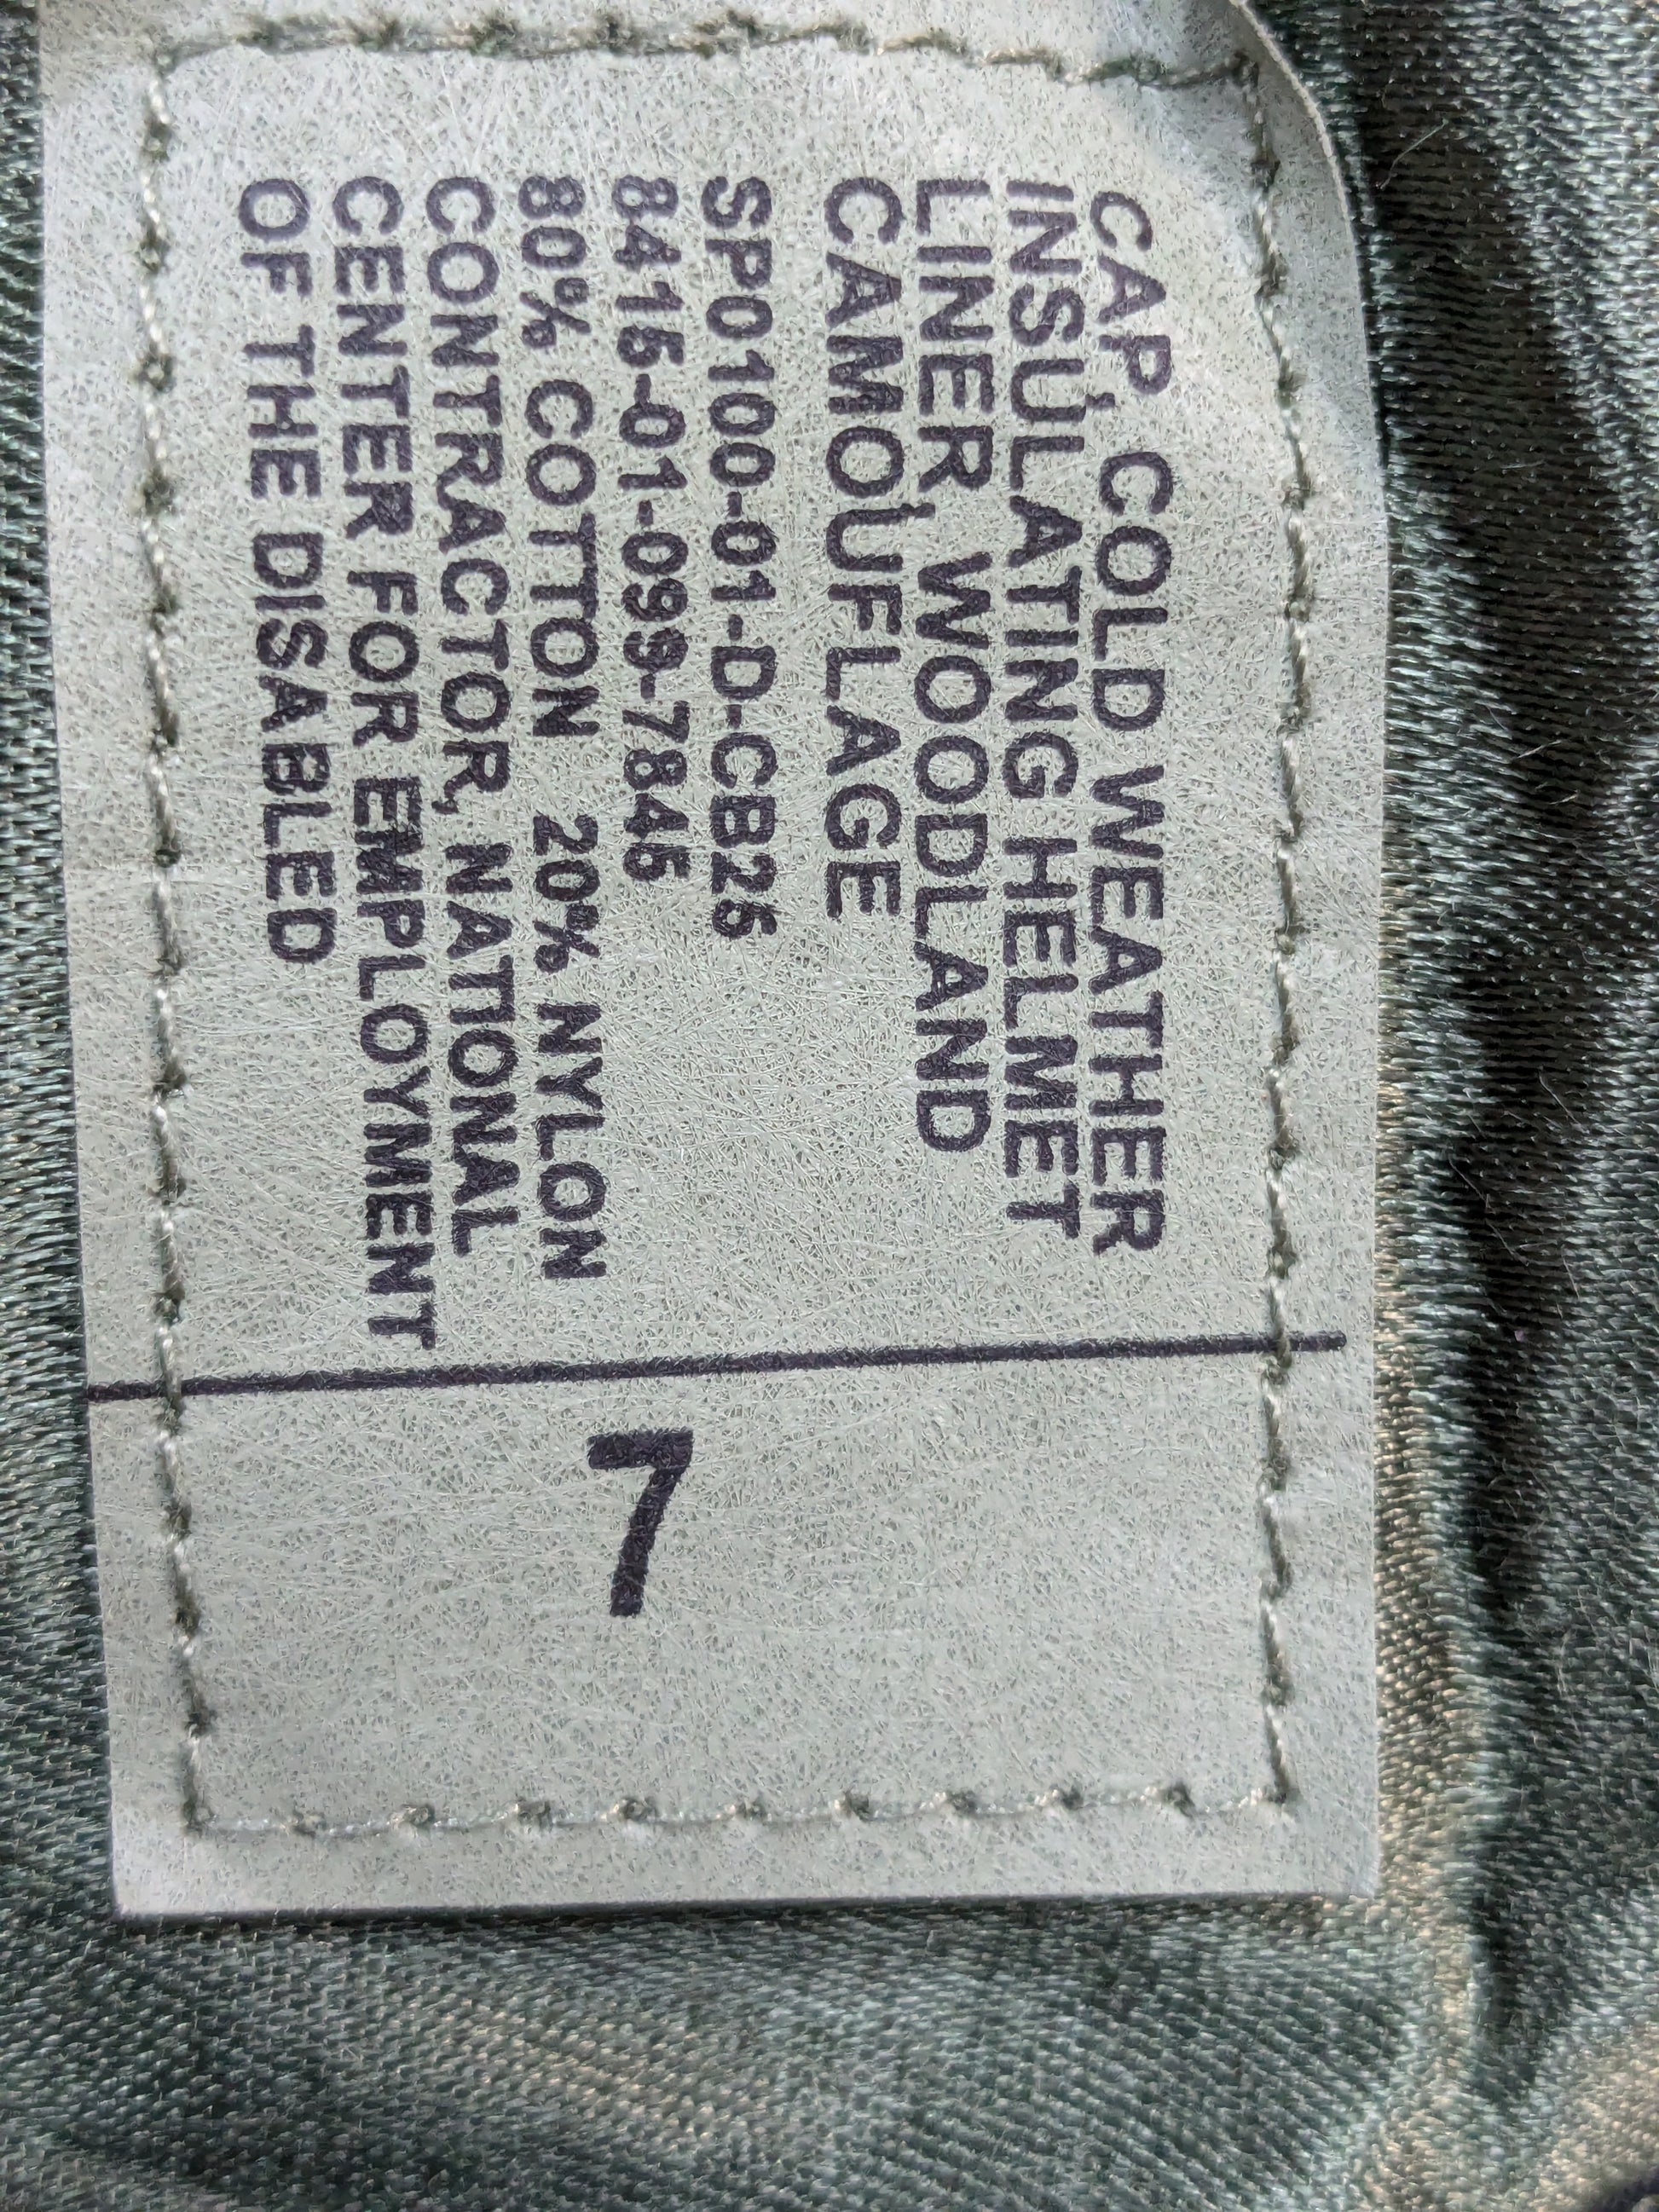 CAP, COLD WEATHER
INSULATING HELMET
LINER WOODLAND
CAMOUFLAGE
SP0100-01-D-CB25
8415-01-099-7845
80% COTTON 20% NYLON
CONTRACTOR, NATIONAL
CENTER FOR EMPLOYMENT
OF THE DISABLED
7